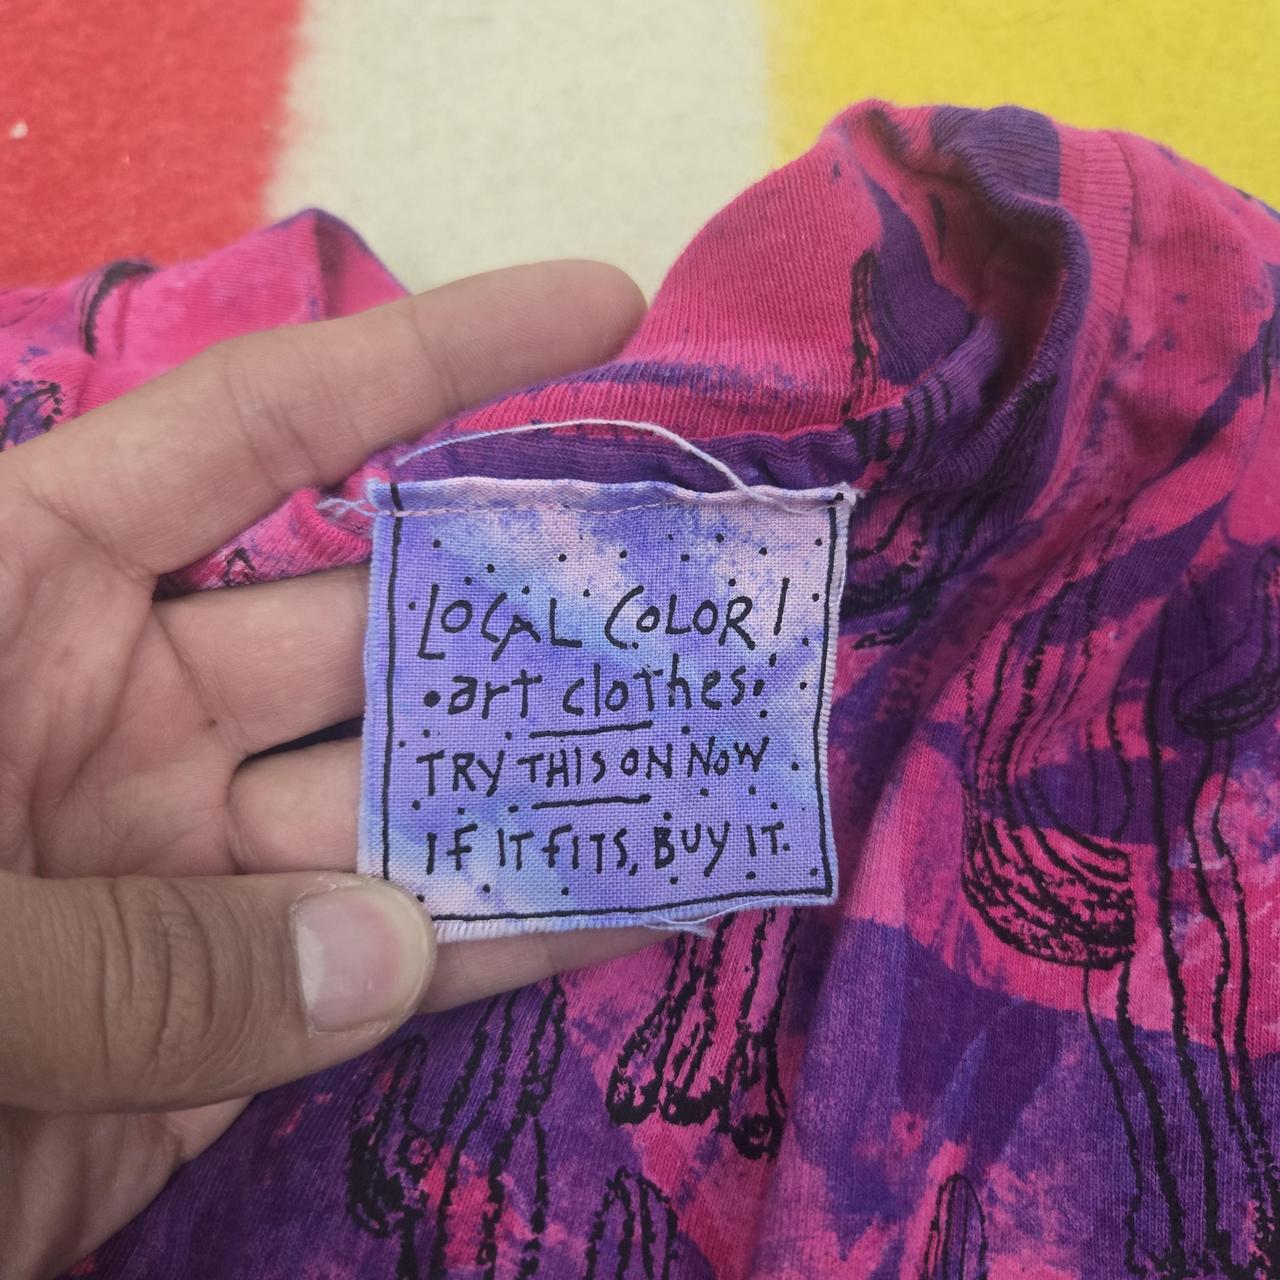 LOCAL COLOR!
•art clothes!
TRY THIS ON NOW
IF IT FITS, BUY IT.